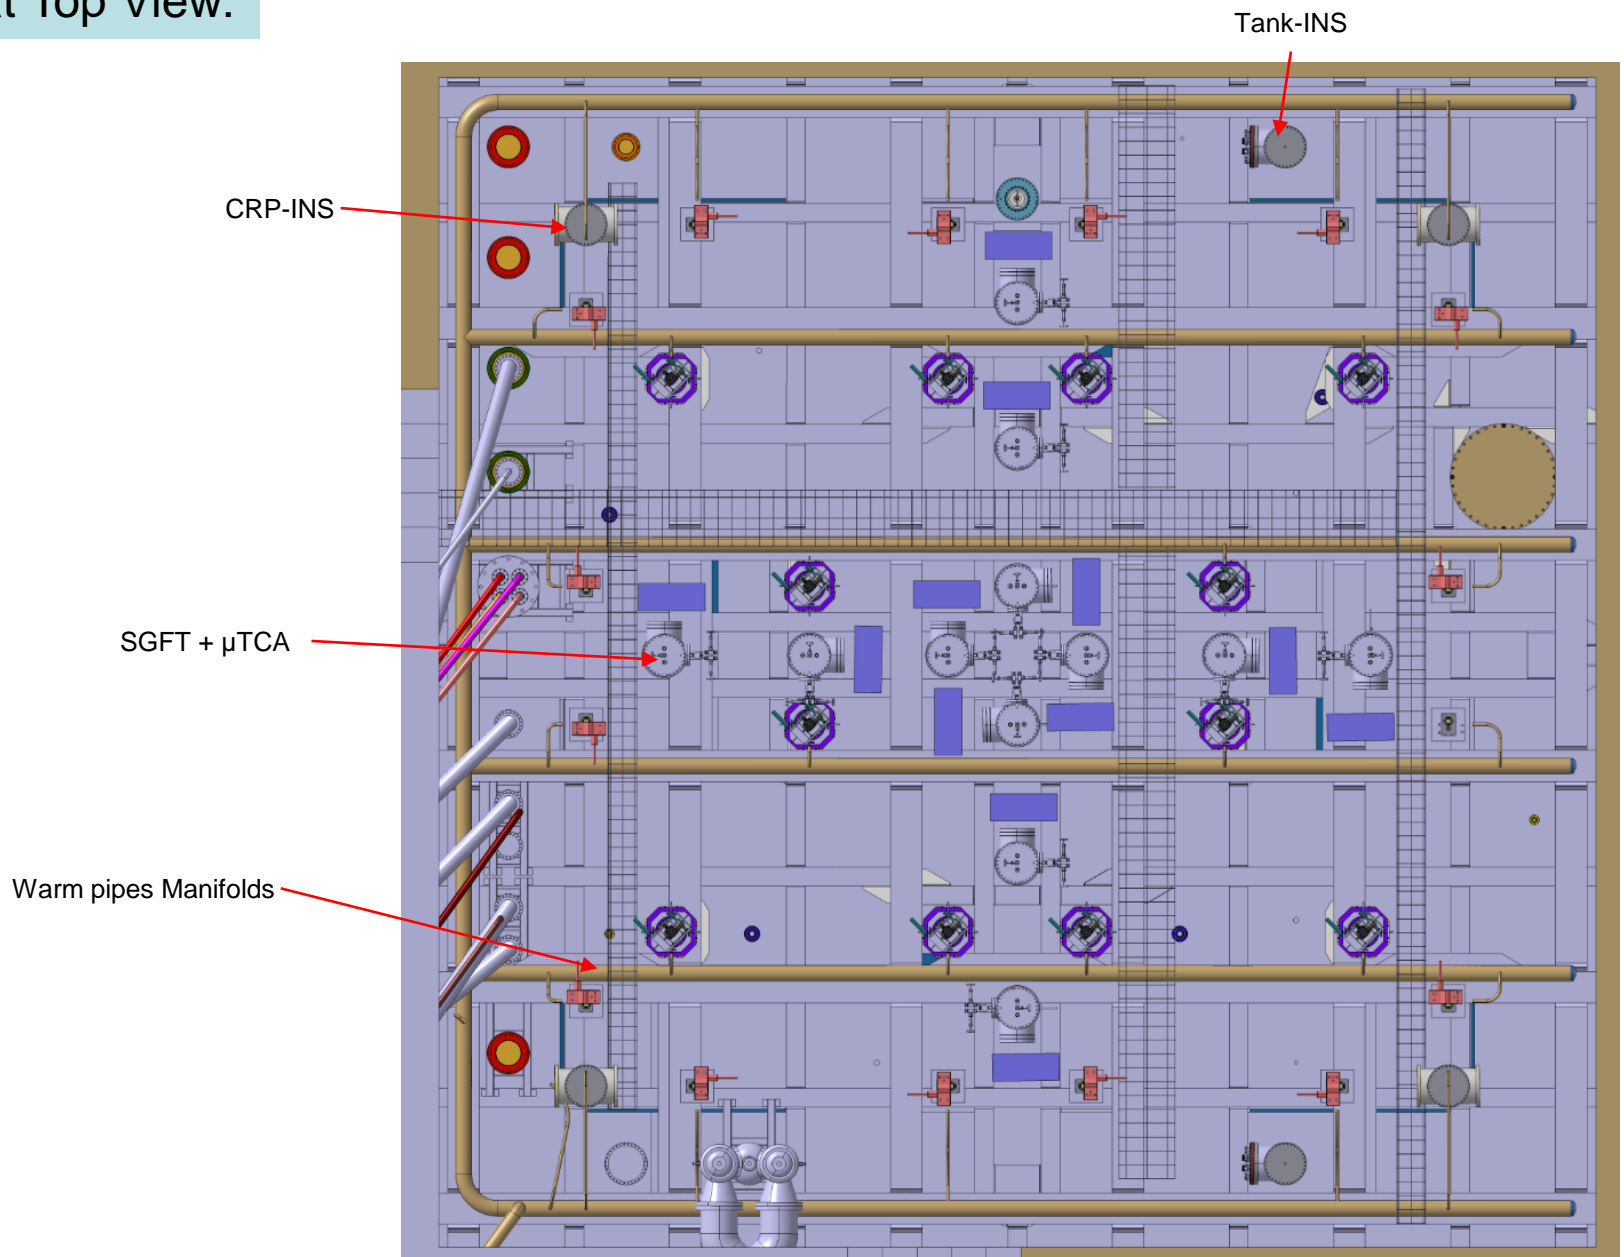 Top View.
Tank-INS
CRP-INS
SGFT + µTCA
Warm pipes Manifolds